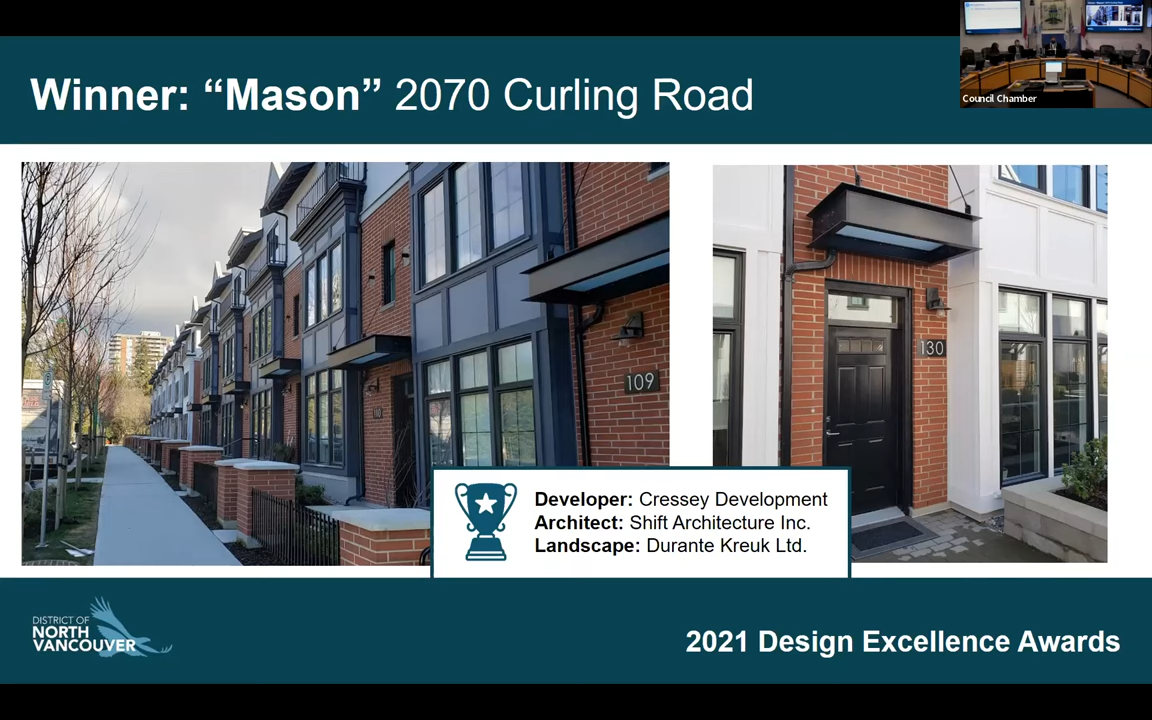 Winner: “Mason” 2070 Curling Road
Council Chamber
109
130
Developer: Cressey Development
Architect: Shift Architecture Inc.
Landscape: Durante Kreuk Ltd.
DISTRICT OF
NORTH
VANCOUVER
2021 Design Excellence Awards